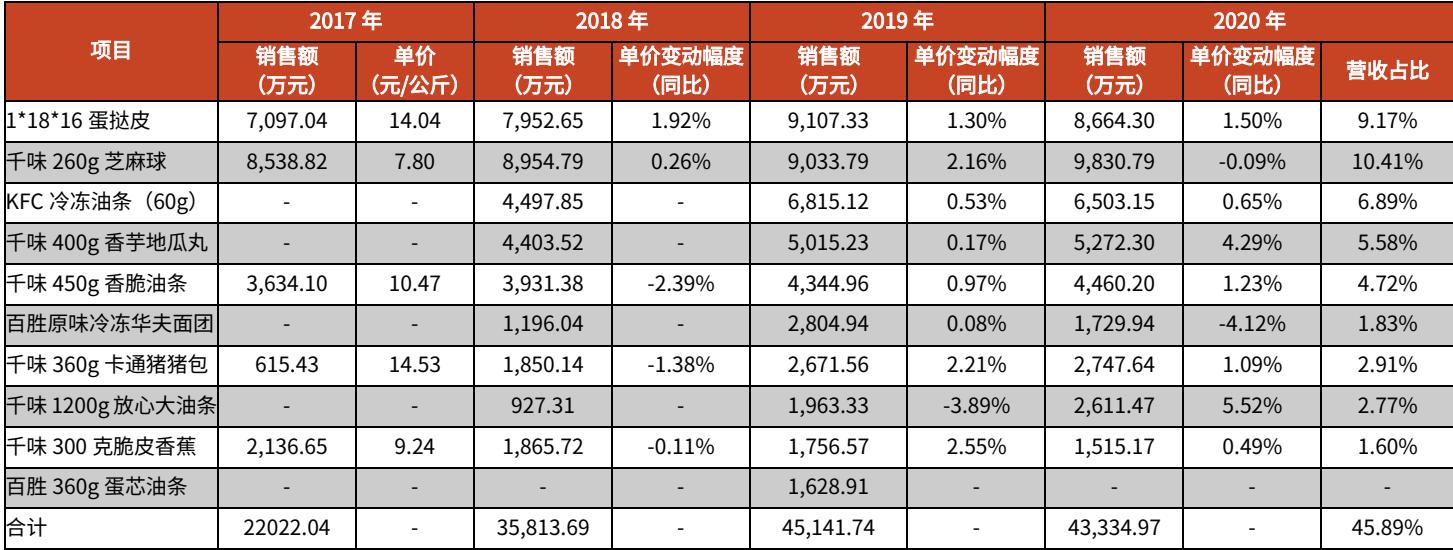 项目 2017 年 2018 年 2019 年 2020 年
销售额（万元） 单价（元/公斤） 销售额（万元） 单价变动幅度（同比） 销售额（万元） 单价变动幅度（同比） 销售额（万元） 单价变动幅度（同比） 营收占比
1*18*16 蛋挞皮 7,097.04 14.04 7,952.65 1.92% 9,107.33 1.30% 8,664.30 1.50% 9.17%
千味 260g 芝麻球 8,538.82 7.80 8,954.79 0.26% 9,033.79 2.16% 9,830.79 -0.09% 10.41%
KFC 冷冻油条（60g） - - 4,497.85 - 6,815.12 0.53% 6,503.15 0.65% 6.89%
千味 400g 香芋地瓜丸 - - 4,403.52 - 5,015.23 0.17% 5,272.30 4.29% 5.58%
千味 450g 香脆油条 3,634.10 10.47 3,931.38 -2.39% 4,344.96 0.97% 4,460.20 1.23% 4.72%
百胜原味冷冻华夫面团 - - 1,196.04 - 2,804.94 0.08% 1,729.94 -4.12% 1.83%
千味 360g 卡通猪猪包 615.43 14.53 1,850.14 -1.38% 2,671.56 2.21% 2,747.64 1.09% 2.91%
千味 1200g 放心大油条 - - 927.31 - 1,963.33 -3.89% 2,611.47 5.52% 2.77%
千味 300 克脆皮香蕉 2,136.65 9.24 1,865.72 -0.11% 1,756.57 2.55% 1,515.17 0.49% 1.60%
百胜 360g 蛋芯油条 - - - - 1,628.91 - - - -
合计 22022.04 - 35,813.69 - 45,141.74 - 43,334.97 - 45.89%